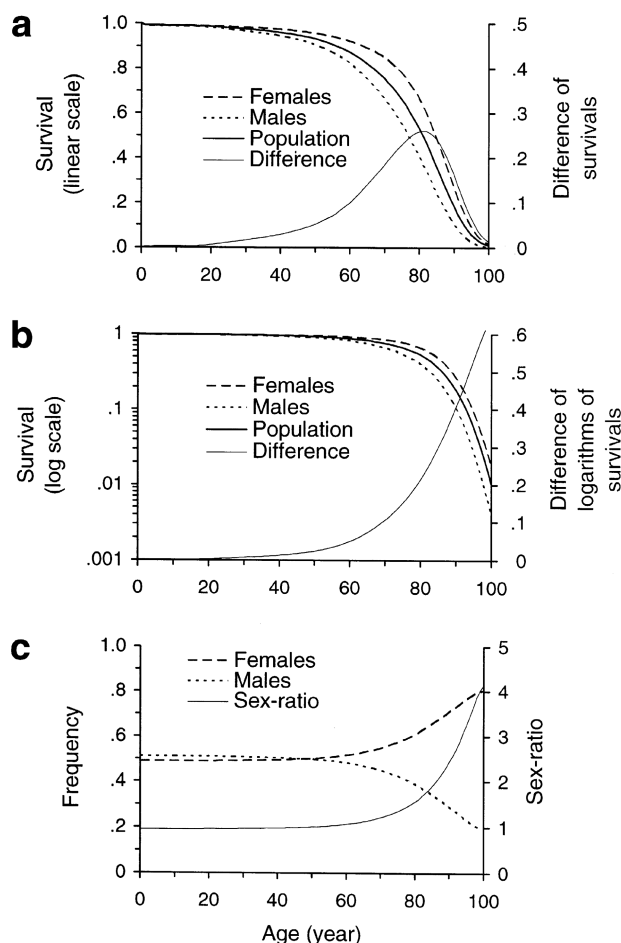 a
1.0
.8
.6
.4
.2
.0
Survival
(linear scale)
Females
Males
Population
Difference
.5
.4
.3
.2
.1
0
Difference of
survivals
0 20 40 60 80 100
b
1
.1
.01
.001
Survival
(log scale)
Females
Males
Population
Difference
.6
.5
.4
.3
.2
.1
0
Difference of
logarithms of
survivals
0 20 40 60 80 100
c
1.0
.8
.6
.4
.2
0
Frequency
Females
Males
Sex-ratio
5
4
3
2
1
0
Sex-ratio
0 20 40 60 80 100
Age (year)